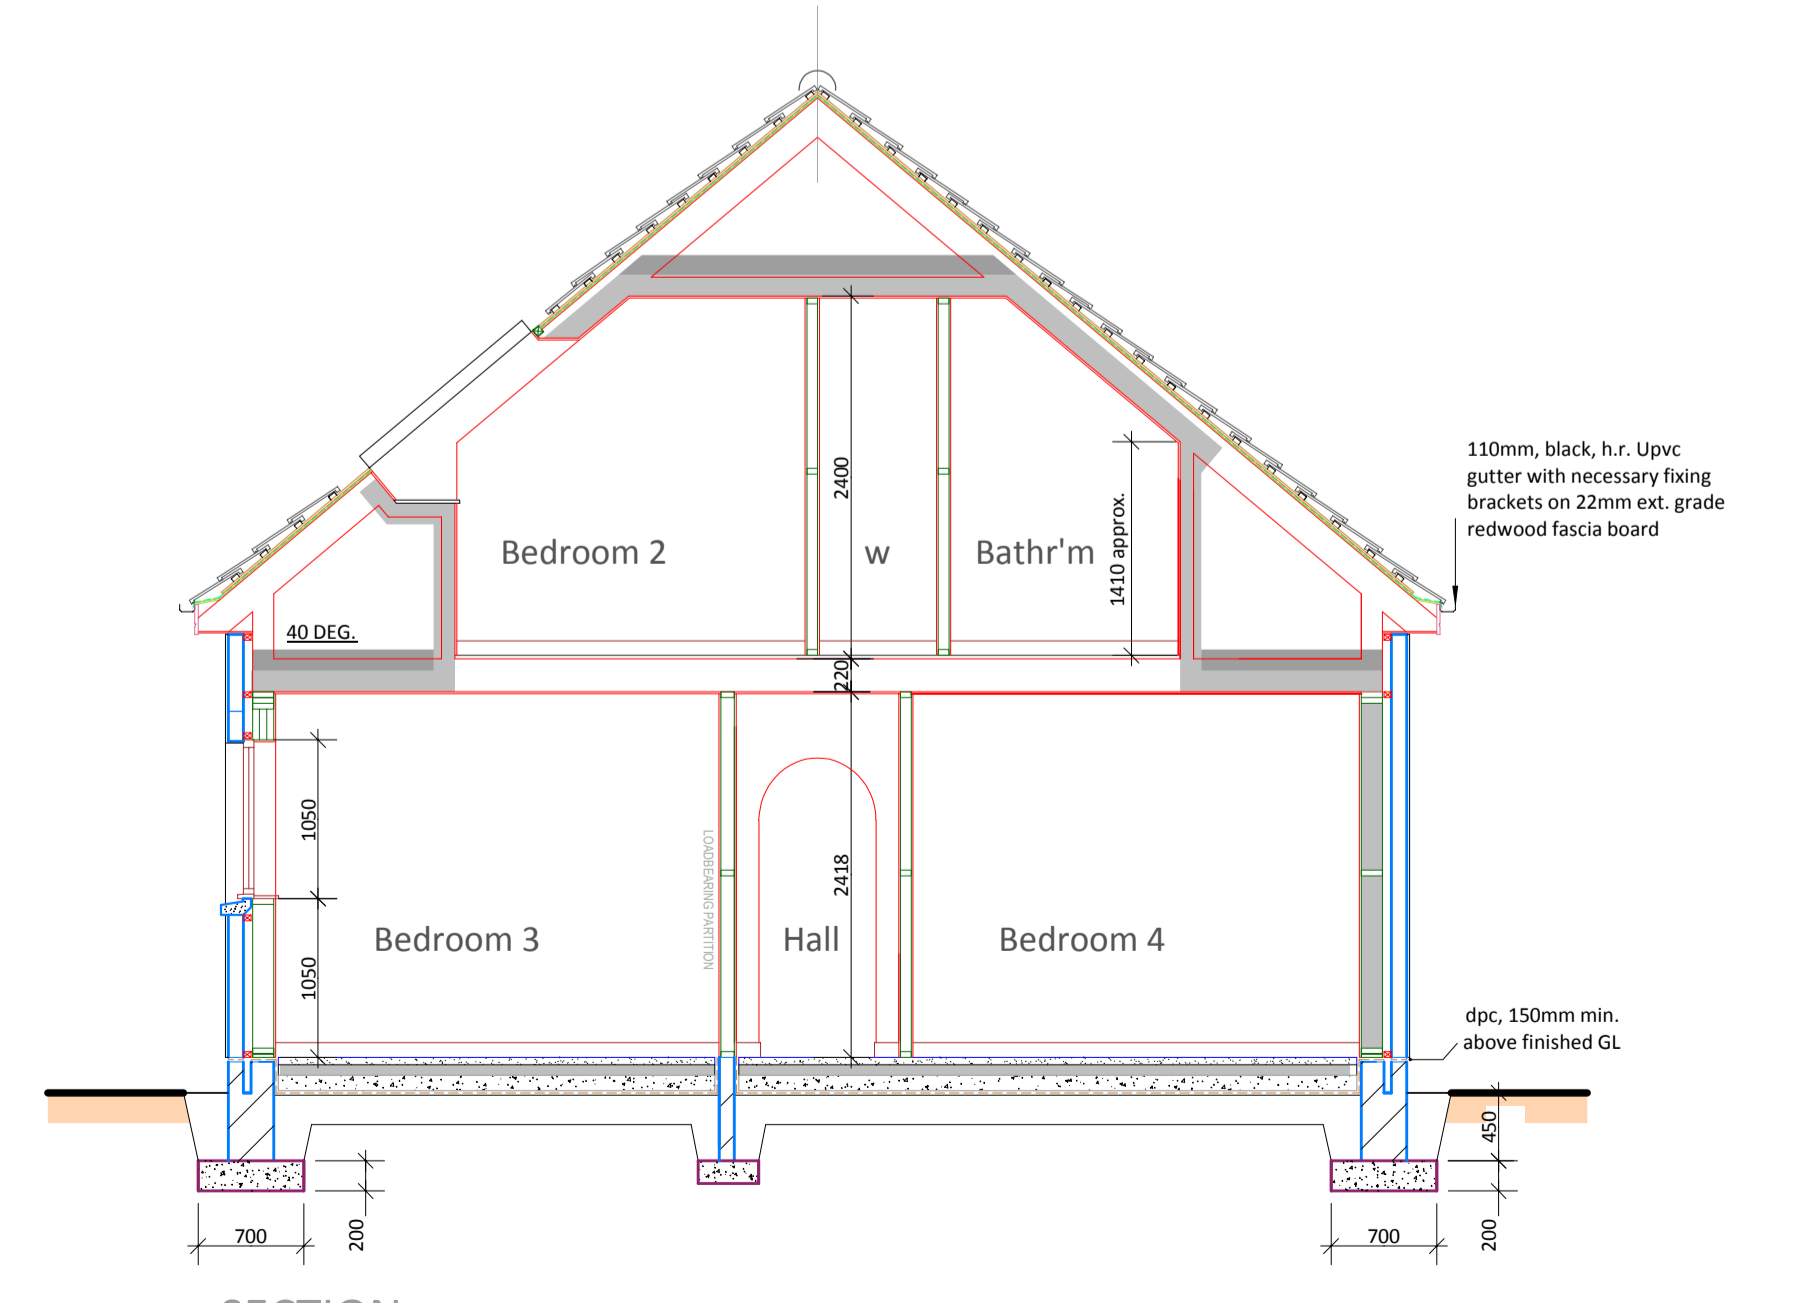 110mm, black, h.r. Upvc
gutter with necessary fixing
brackets on 22mm ext. grade
redwood fascia board
2400
1410 approx.
Bedroom 2
w
Bathr'm
40 DEG.
220
1050
LOADBEARING PARTITION
2418
Bedroom 3
Hall
Bedroom 4
1050
dpc, 150mm min.
above finished GL
450
700
200
700
200
SECTION